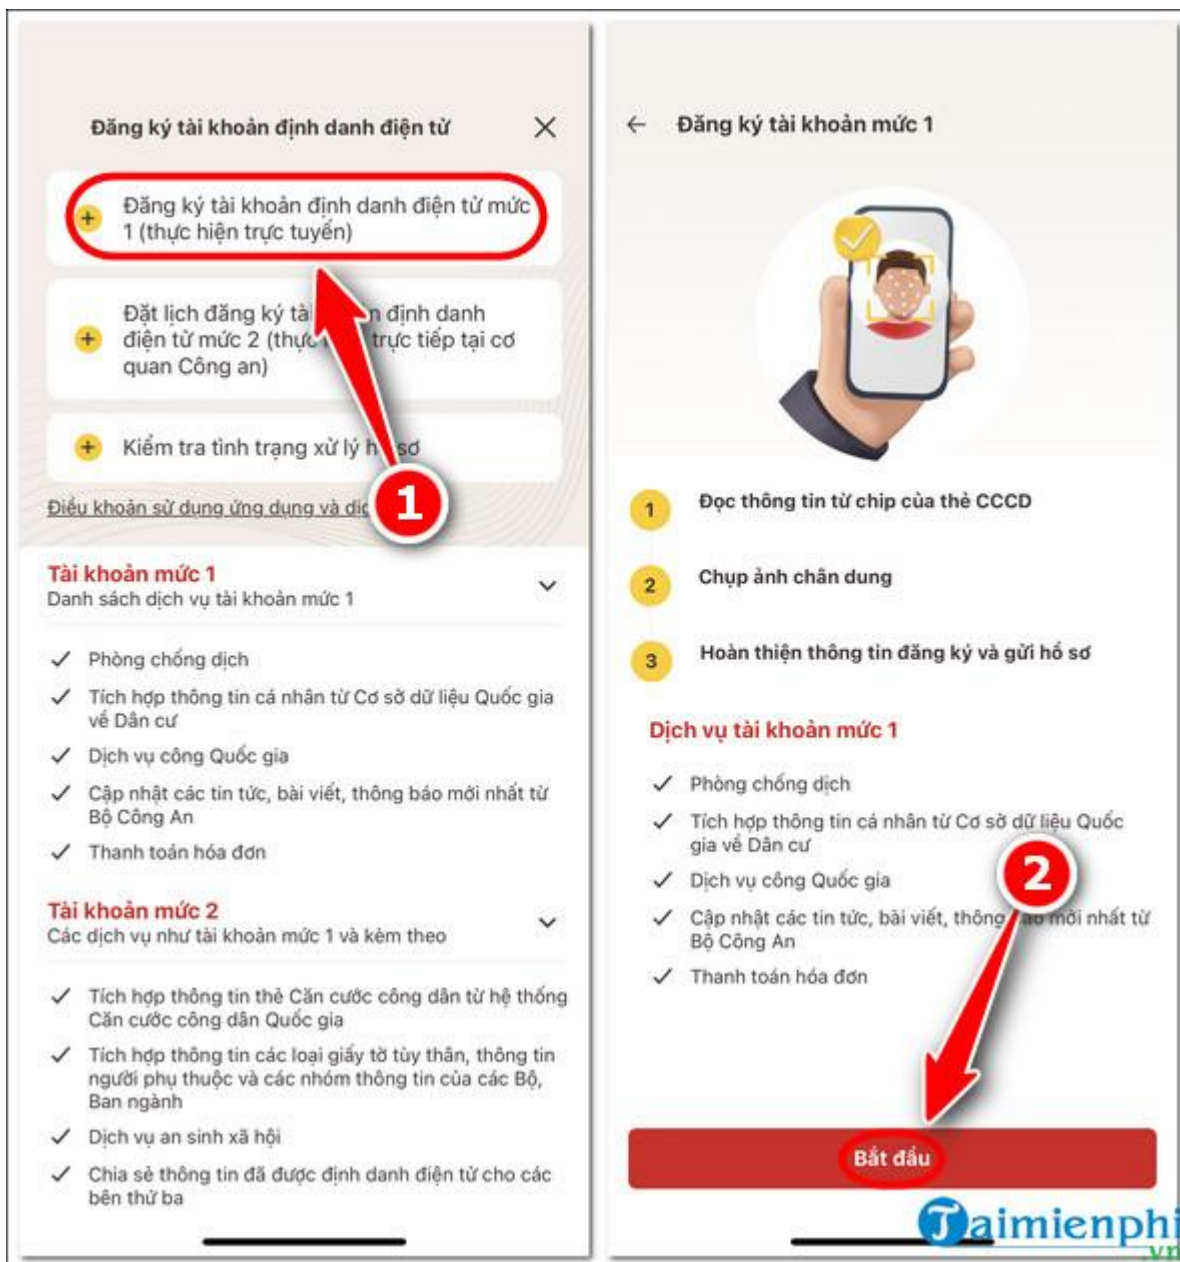 Đăng ký tài khoản định danh điện tử
Đăng ký tài khoản định danh điện tử mức
1 (thực hiện trực tuyến)
Đặt lịch đăng ký tài định danh
điện tử mức 2 (thực trực tiếp tại cơ
quan Công an)
Kiểm tra tình trạng xử lý sơ
Điều khoản sử dụng ứng dụng và
1
Tài khoản mức 1
Danh sách dịch vụ tài khoản mức 1
Phòng chống dịch
Tích hợp thông tin cá nhân từ Cơ sở dữ liệu Quốc gia
về Dân cư
Dịch vụ công Quốc gia
Cập nhật các tin tức, bài viết, thông báo mới nhất từ
Bộ Công An
Thanh toán hóa đơn
Tài khoản mức 2
Các dịch vụ như tài khoản mức 1 và kèm theo
Tích hợp thông tin thẻ Căn cước công dân từ hệ thống
Căn cước công dân Quốc gia
Tích hợp thông tin các loại giấy tờ tùy thân, thông tin
người phụ thuộc và các nhóm thông tin của các Bộ,
Ban ngành
Dịch vụ an sinh xã hội
Chia sẻ thông tin đã được định danh điện tử cho các
bên thứ ba
Đăng ký tài khoản mức 1
1 Đọc thông tin từ chip của thẻ CCCD
2 Chụp ảnh chân dung
3 Hoàn thiện thông tin đăng ký và gửi hồ sơ
Dịch vụ tài khoản mức 1
Phòng chống dịch
Tích hợp thông tin cá nhân từ Cơ sở dữ liệu Quốc
gia về Dân cư
Dịch vụ công Quốc gia
2
Cập nhật các tin tức, bài viết, thông báo mới nhất từ
Bộ Công An
Thanh toán hóa đơn
Bắt đầu
Taimienphi
.vn